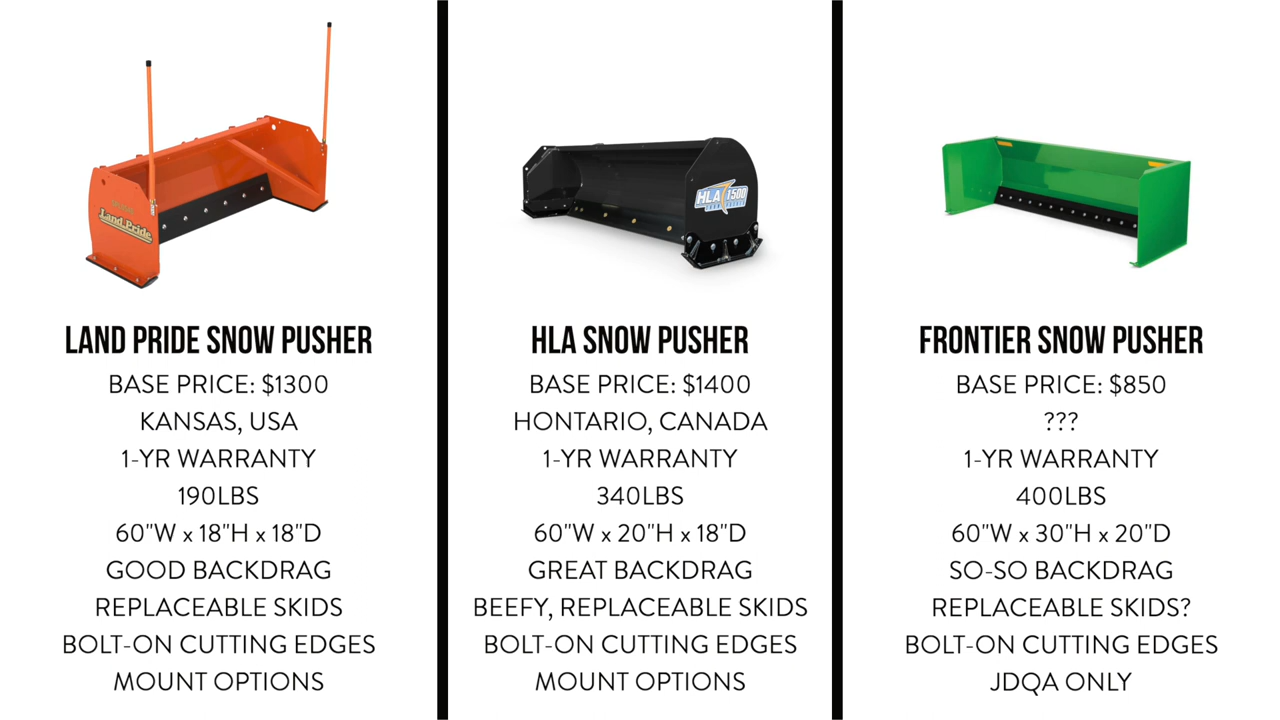 Land Pride
HLA 1500
LAND PRIDE SNOW PUSHER
BASE PRICE: $1300
KANSAS, USA
1-YR WARRANTY
190LBS
60"W x 18"H x 18"D
GOOD BACKDRAG
REPLACEABLE SKIDS
BOLT-ON CUTTING EDGES
MOUNT OPTIONS
HLA SNOW PUSHER
BASE PRICE: $1400
HONTARIO, CANADA
1-YR WARRANTY
340LBS
60"W x 20"H x 18"D
GREAT BACKDRAG
BEEFY, REPLACEABLE SKIDS
BOLT-ON CUTTING EDGES
MOUNT OPTIONS
FRONTIER SNOW PUSHER
BASE PRICE: $850
???
1-YR WARRANTY
400LBS
60"W x 30"H x 20"D
SO-SO BACKDRAG
REPLACEABLE SKIDS?
BOLT-ON CUTTING EDGES
JDQA ONLY